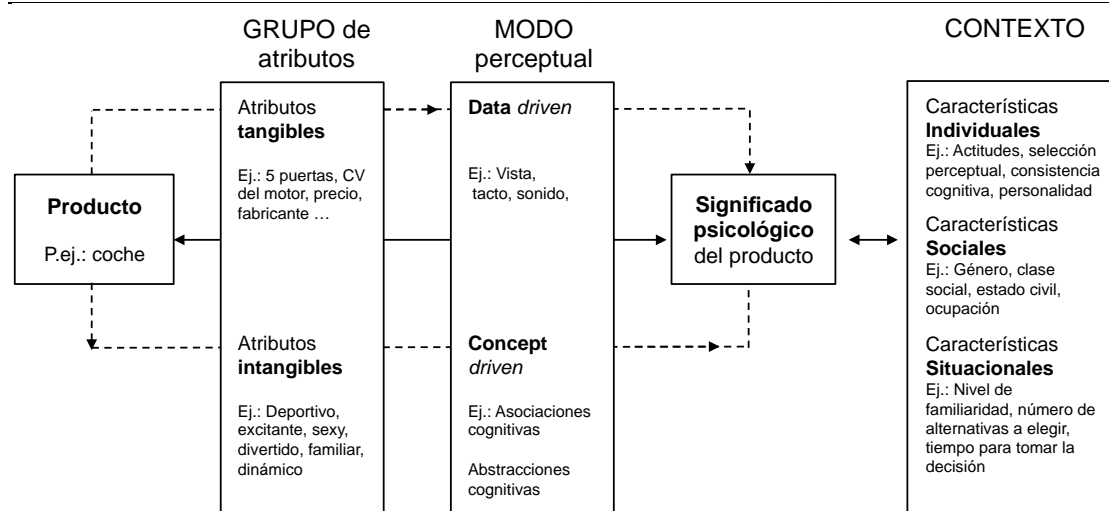 GRUPO de
atributos
MODO
perceptual
CONTEXTO
Producto
P.ej.: coche
Atributos
tangibles
Ej.: 5 puertas, CV
del motor, precio,
fabricante …
Atributos
intangibles
Ej.: Deportivo,
excitante, sexy,
divertido, familiar,
dinámico
Data driven
Ej.: Vista,
tacto, sonido,
Concept
driven
Ej.: Asociaciones
cognitivas
Abstracciones
cognitivas
Significado
psicológico
del producto
Características
Individuales
Ej.: Actitudes, selección
perceptual, consistencia
cognitiva, personalidad
Características
Sociales
Ej.: Género, clase
social, estado civil,
ocupación
Características
Situacionales
Ej.: Nivel de
familiaridad, número de
alternativas a elegir,
tiempo para tomar la
decisión